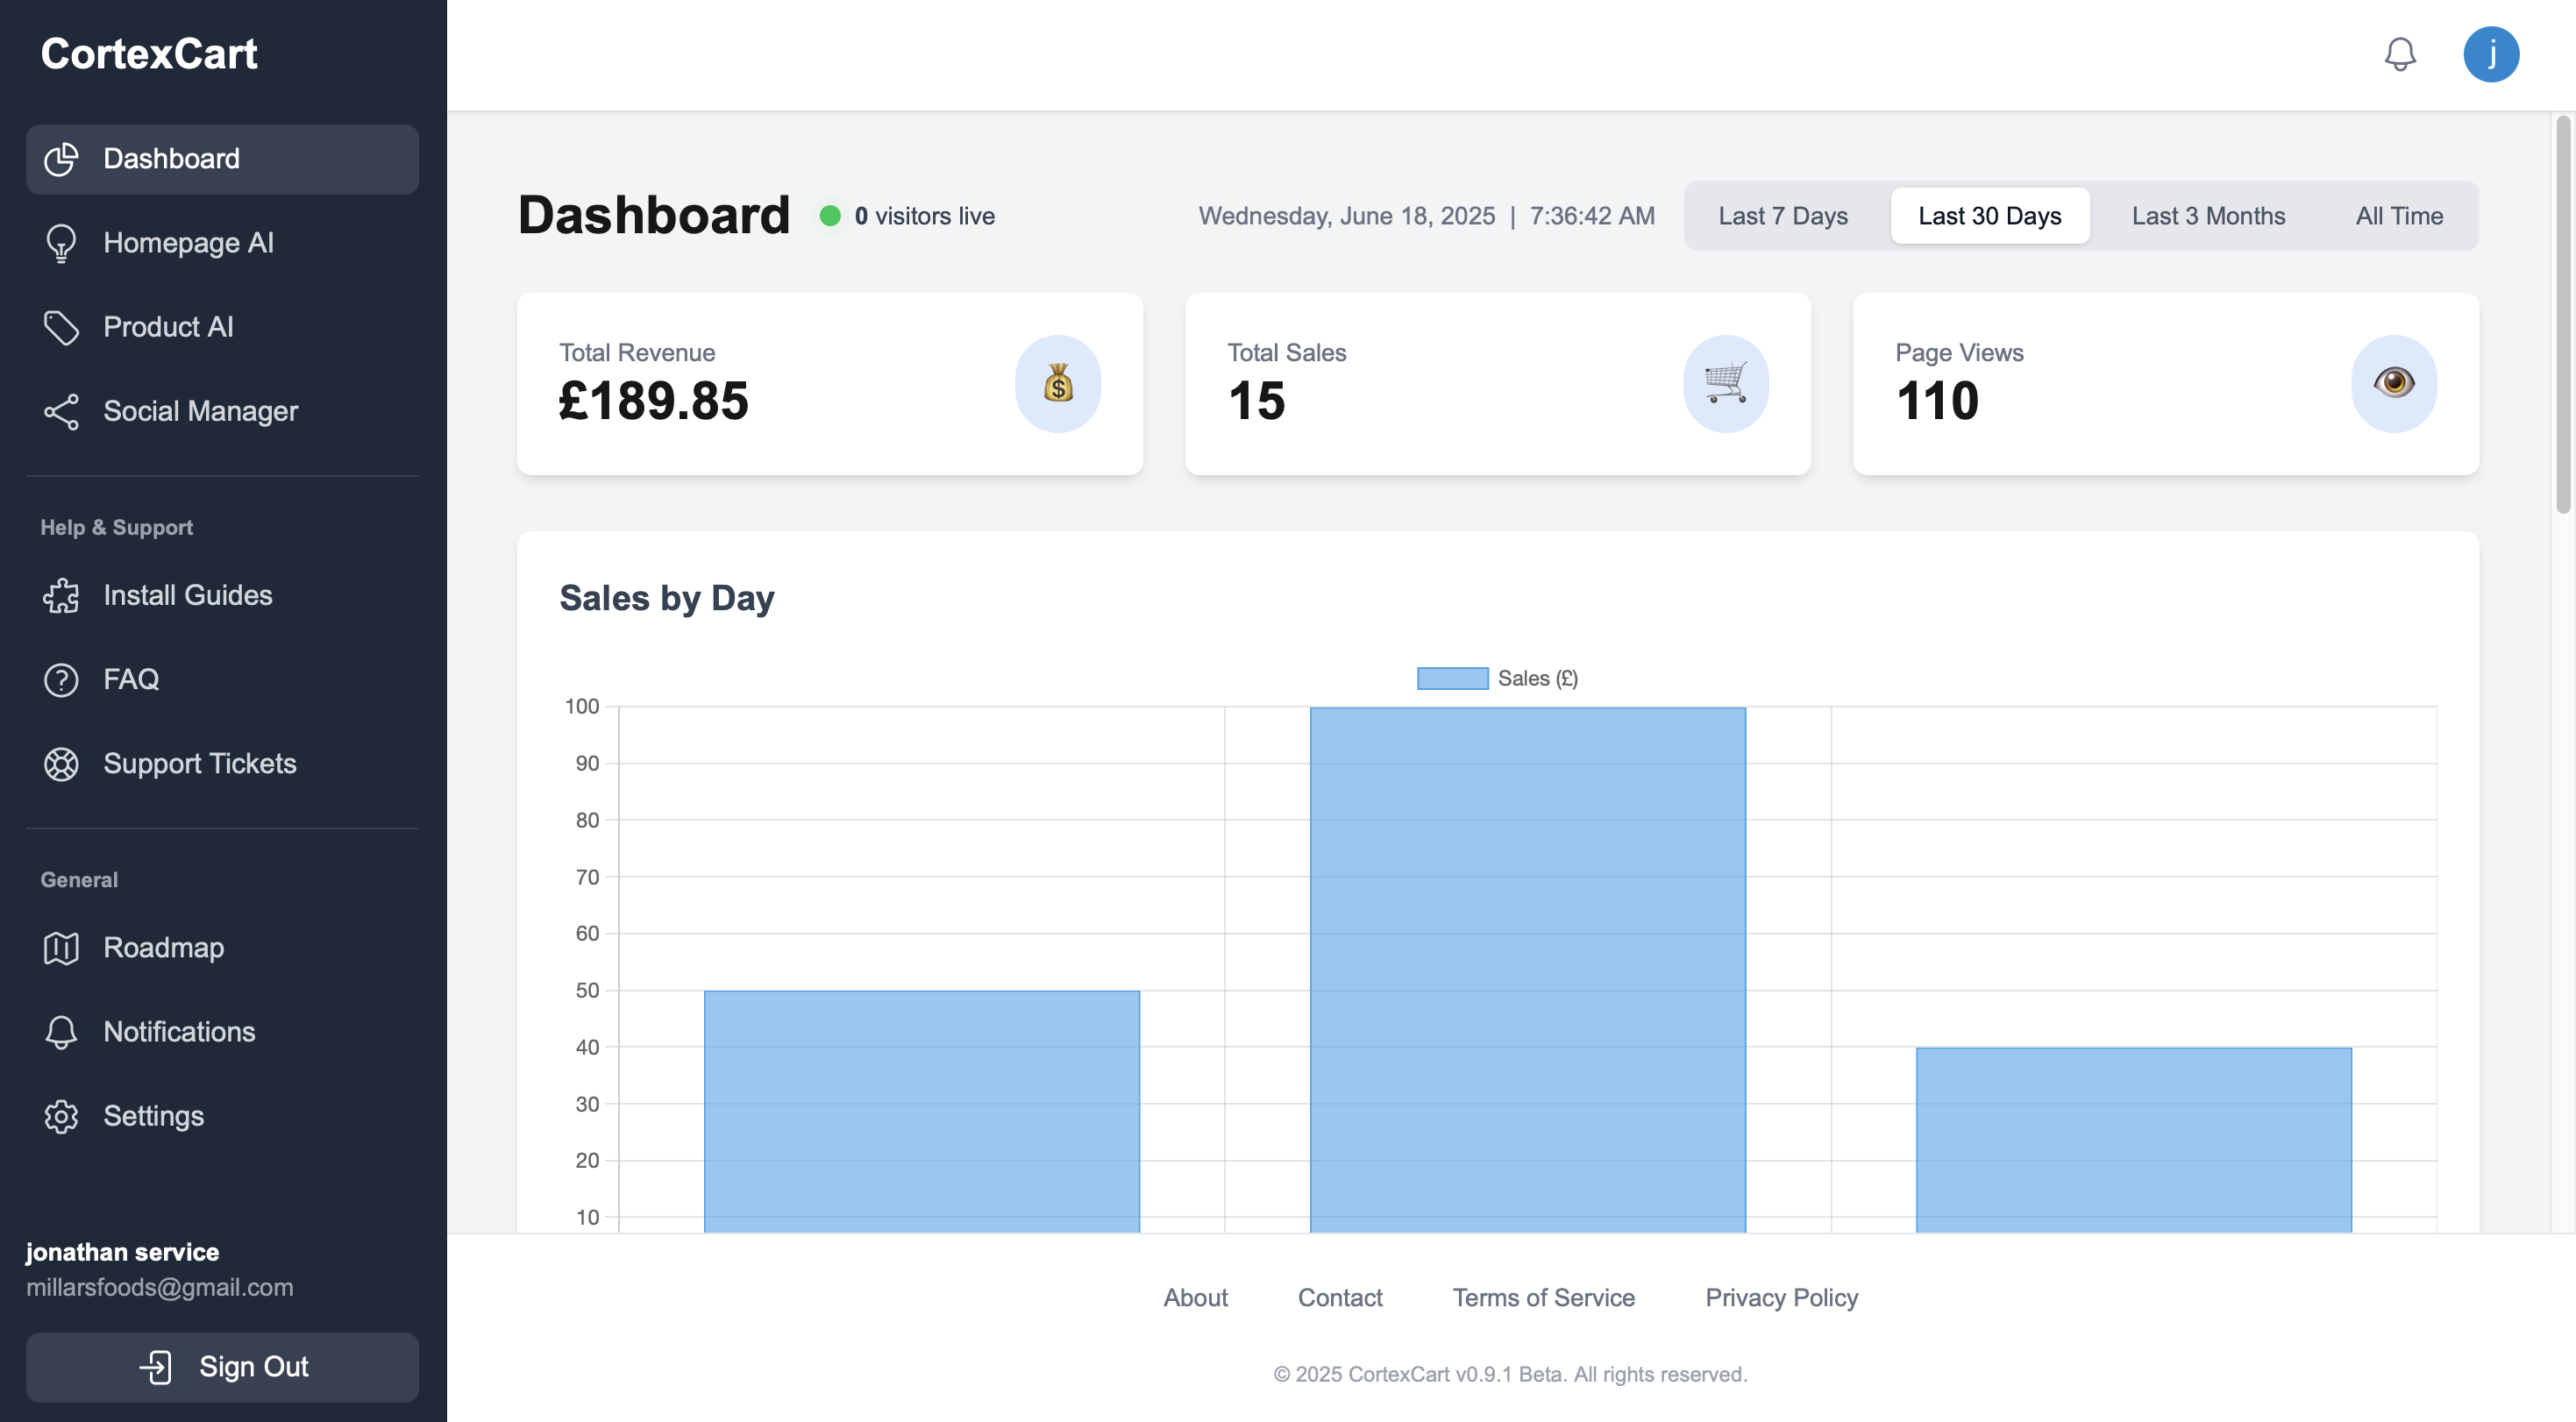 CortexCart
Dashboard
Homepage AI
Product AI
Social Manager
Help & Support
Install Guides
FAQ
Support Tickets
General
Roadmap
Notifications
Settings
jonathan service
millarsfoods@gmail.com
Sign Out
j
Dashboard
0 visitors live
Wednesday, June 18, 2025 | 7:36:42 AM
Last 7 Days
Last 30 Days
Last 3 Months
All Time
Total Revenue
£189.85
Total Sales
15
Page Views
110
Sales by Day
Sales (£)
100
90
80
70
60
50
40
30
20
10
About
Contact
Terms of Service
Privacy Policy
© 2025 CortexCart v0.9.1 Beta. All rights reserved.